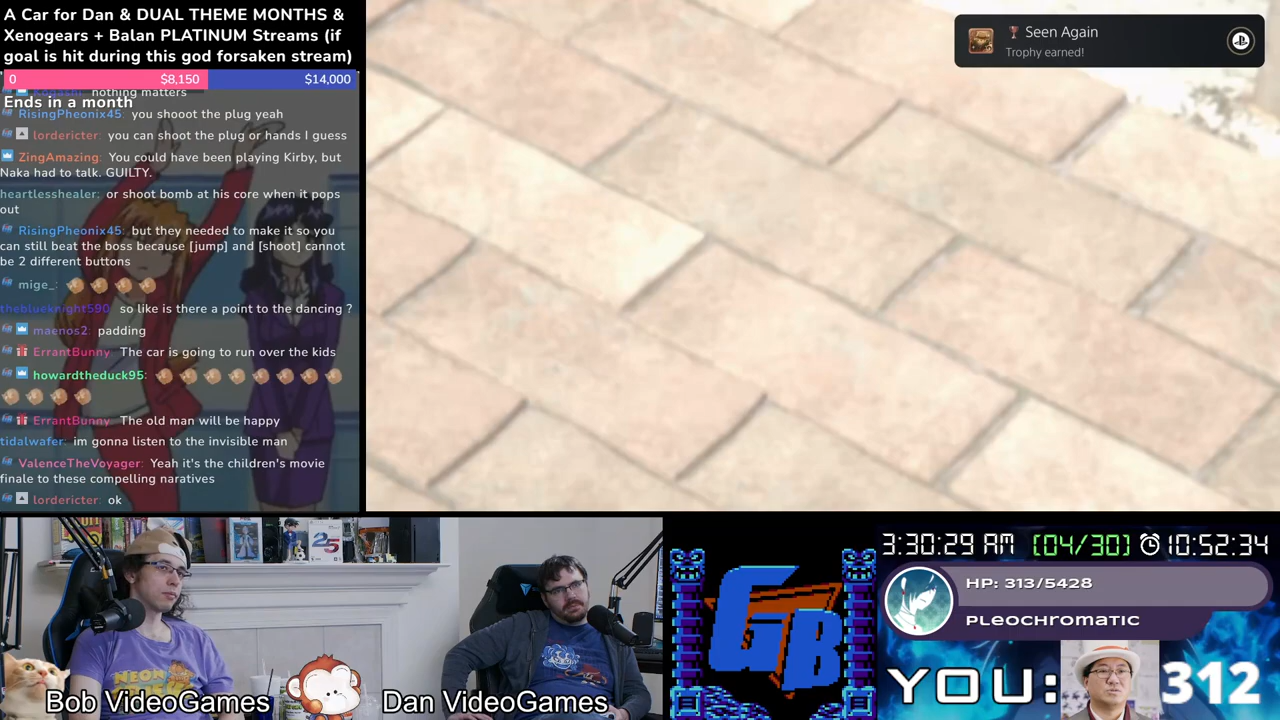 A Car for Dan & DUAL THEME MONTHS &
Xenogears + Balan PLATINUM Streams (if
goal is hit during this god forsaken stream)
0 $8,150 $14,000
nothing matters
Ends in a month
RisingPheonix45: you shooot the plug yeah
lordericter: you can shoot the plug or hands I guess
ZingAmazing: You could have been playing Kirby, but
Naka had to talk. GUILTY.
heartlesshealer: or shoot bomb at his core when it pops
out
RisingPheonix45: but they needed to make it so you
can still beat the boss because [jump] and [shoot] cannot
be 2 different buttons
mige_:
theblueknight590: so like is there a point to the dancing ?
maenos2: padding
ErrantBunny: The car is going to run over the kids
howardtheduck95:
ErrantBunny: The old man will be happy
tidalwafer: im gonna listen to the invisible man
ValenceTheVoyager: Yeah it's the children's movie
finale to these compelling naratives
lordericter: ok
Seen Again
Trophy earned!
25
NEON
Bob VideoGames
Dan VideoGames
GB
3:30:29 AM [04/30] 10:52:34
HP: 313/5428
PLEOCHROMATIC
YOU: 312